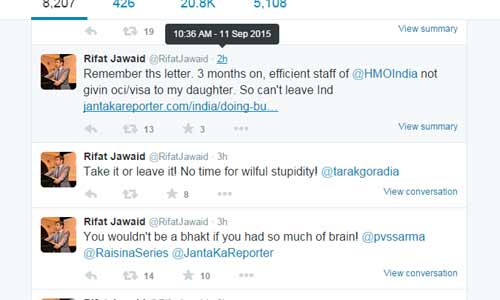 8,207 426 20.8K 5,108
19 View summary
10:36 AM - 11 Sep 2015
Rifat Jawaid @RifatJawaid · 2h
Remember ths letter. 3 months on, efficient staff of @HMOIndia not
givin oci/visa to my daughter. So can't leave Ind
jantakareporter.com/india/doing-bu…
13 3 View summary
Rifat Jawaid @RifatJawaid · 3h
Take it or leave it! No time for wilful stupidity! @tarakgoradia
8 View conversation
Rifat Jawaid @RifatJawaid · 3h
You wouldn't be a bhakt if you had so much of brain! @pvssarma
@RaisinaSeries @JantaKaReporter
14 10 View conversation